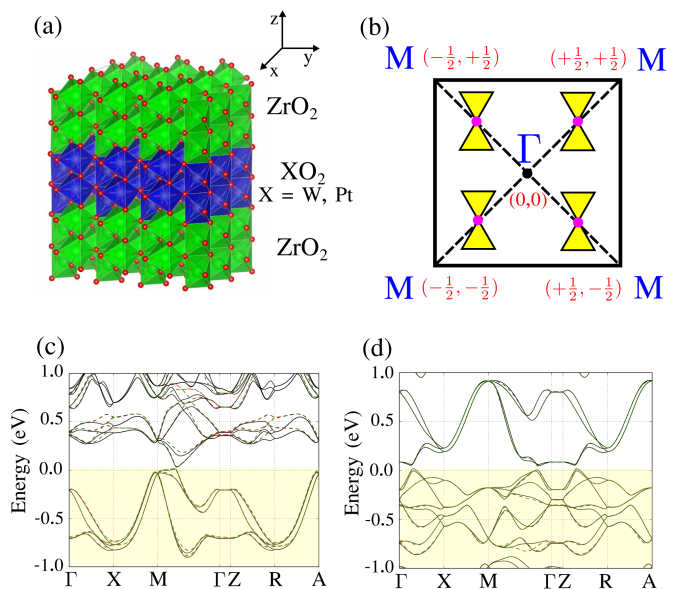 (a)
z
y
x
ZrO₂
XO₂
X = W, Pt
ZrO₂
(b)
M (−1/2, +1/2) (+1/2, +1/2) M
Γ
(0,0)
M (−1/2, −1/2) (+1/2, −1/2) M
(c)
Energy (eV)
1.0
0.5
0.0
-0.5
-1.0
Γ X M Γ Z R A
(d)
Energy (eV)
1.0
0.5
0.0
-0.5
-1.0
Γ X M Γ Z R A